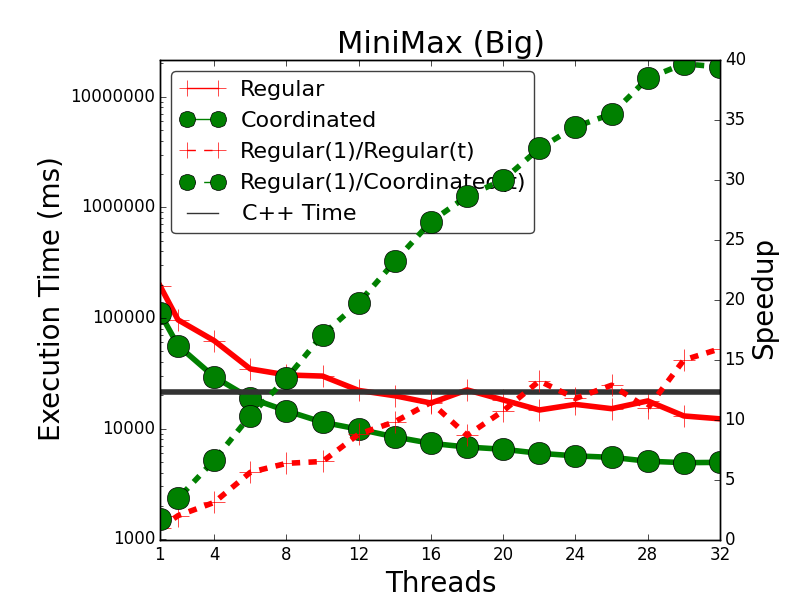 MiniMax (Big)
Regular
Coordinated
Regular(1)/Regular(t)
Regular(1)/Coordinated(t)
C++ Time
Execution Time (ms)
10000000
1000000
100000
10000
1000
Speedup
40
35
30
25
20
15
10
5
0
1 4 8 12 16 20 24 28 32
Threads